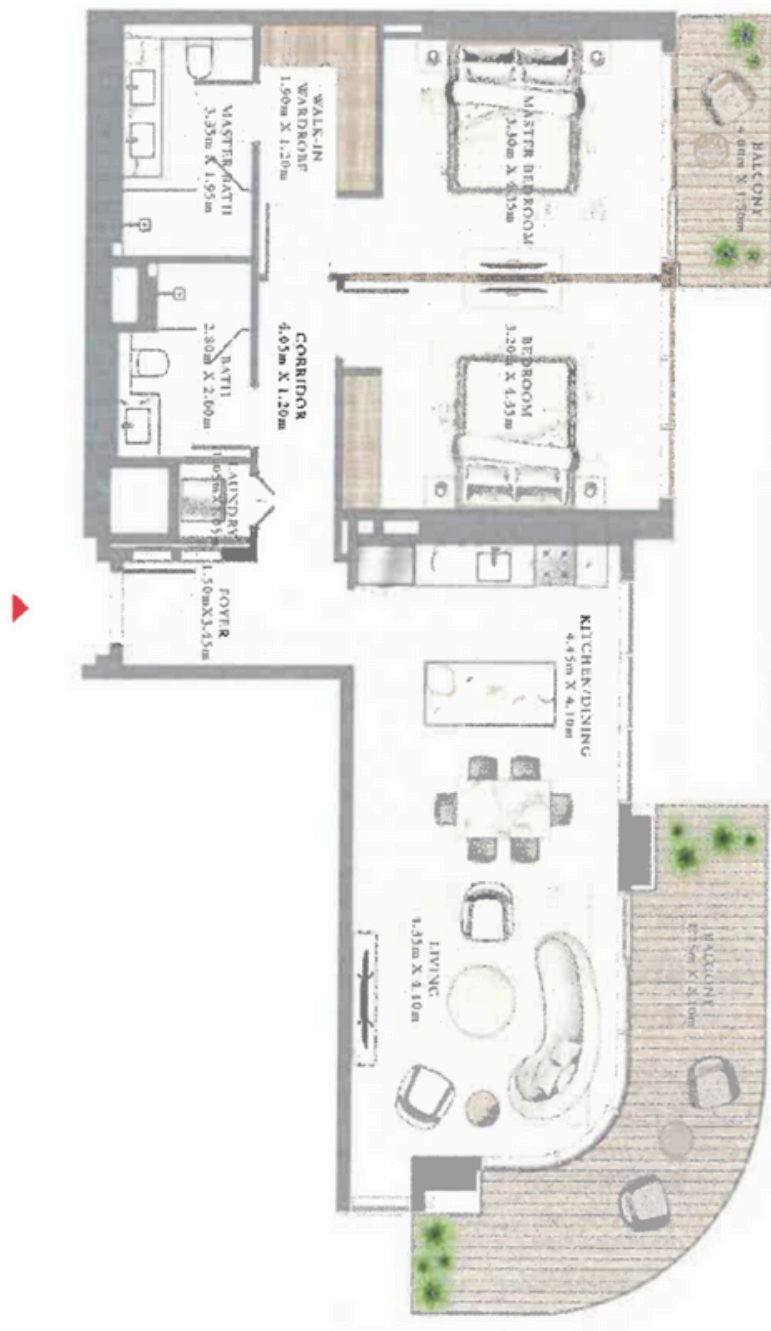 BALCONY
MASTER BEDROOM
WALK-IN
WARDROBE
1.90m X 1.20m
MASTER BATH
3.35m X 1.95m
BEDROOM
3.20m X 4.35m
CORRIDOR
4.05m X 1.20m
BATH
2.80m X 2.00m
LAUNDRY
FOYER
1.50mX3.45m
KITCHEN/DINING
4.45m X 4.10m
LIVING
4.35m X 4.10m
BALCONY